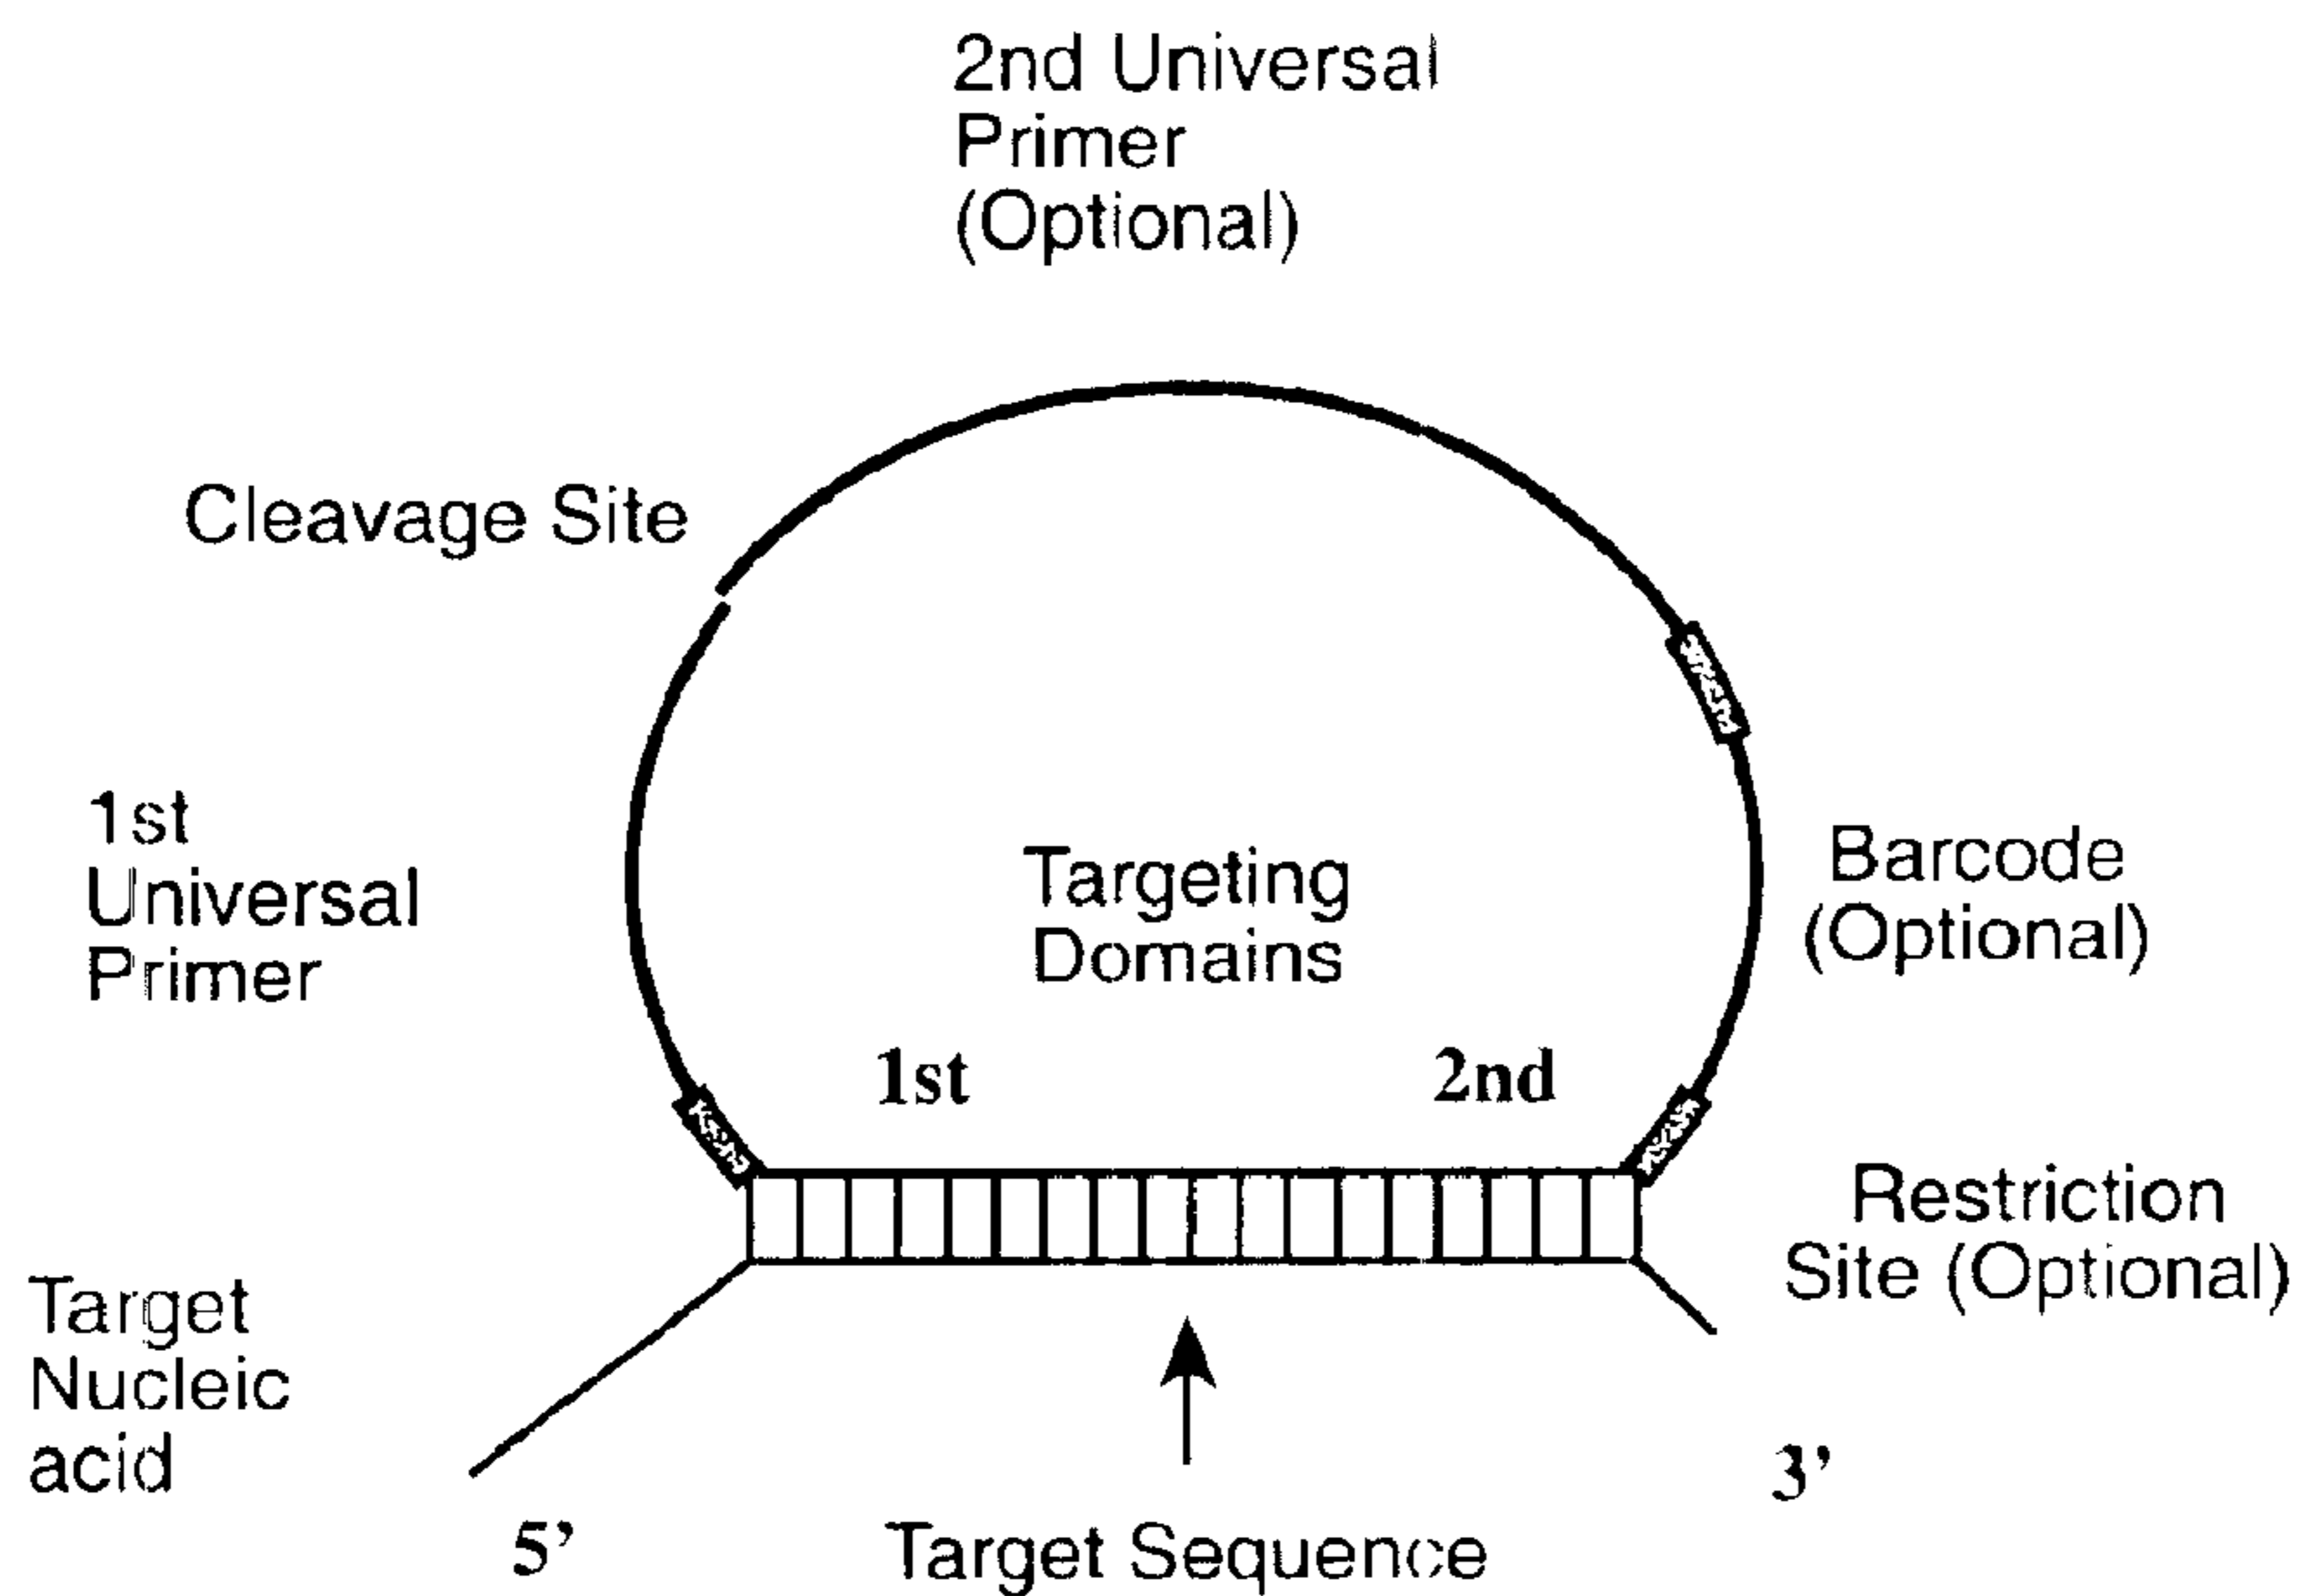 2nd Universal
Primer
(Optional)
Cleavage Site
1st
Universal
Primer
Targeting
Domains
Barcode
(Optional)
1st
2nd
Restriction
Site (Optional)
Target
Nucleic
acid
3’
5’
Target Sequence